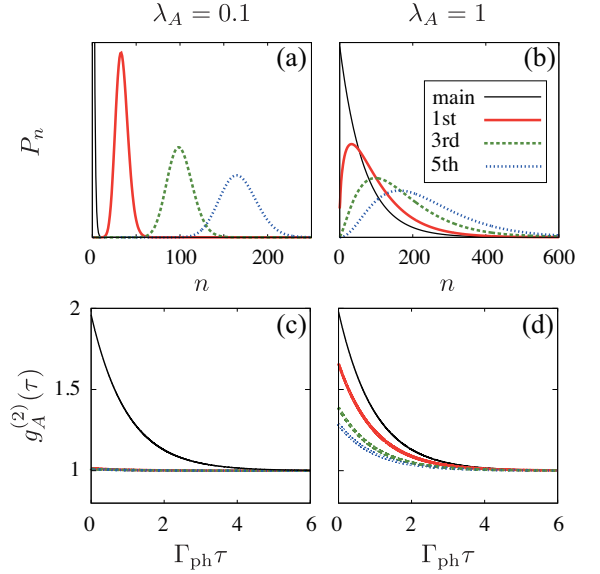 λ_A = 0.1 λ_A = 1
(a) (b)
main
1st
3rd
5th
P_n
0 100 200 0 200 400 600
n n
2 (c) (d)
1.5
1
g_A^{(2)}(τ)
0 2 4 6 0 2 4 6
Γ_ph τ Γ_ph τ